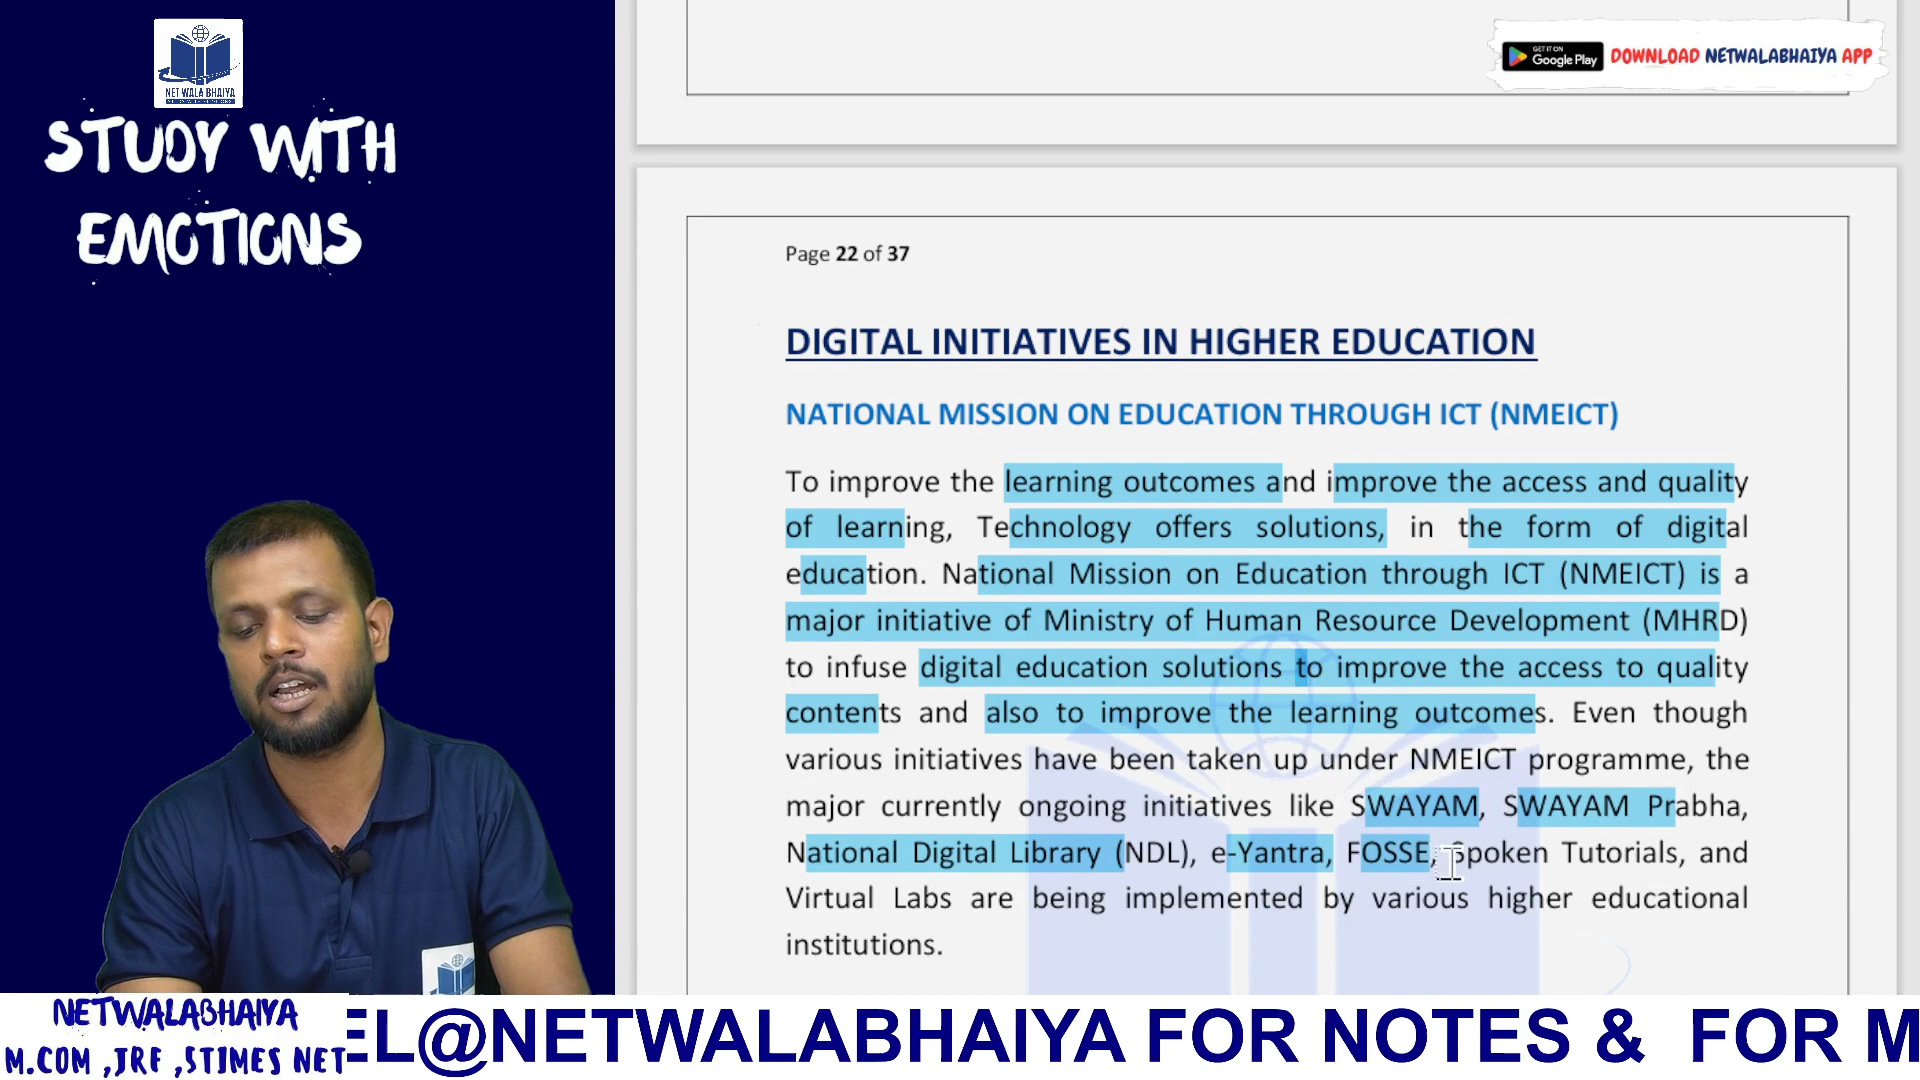 NET WALA BHAIYA
STUDY WITH
EMOTIONS
GET IT ON
Google Play
DOWNLOAD NETWALABHAIYA APP
Page 22 of 37
DIGITAL INITIATIVES IN HIGHER EDUCATION
NATIONAL MISSION ON EDUCATION THROUGH ICT (NMEICT)
To improve the learning outcomes and improve the access and quality
of learning, Technology offers solutions, in the form of digital
education. National Mission on Education through ICT (NMEICT) is a
major initiative of Ministry of Human Resource Development (MHRD)
to infuse digital education solutions to improve the access to quality
contents and also to improve the learning outcomes. Even though
various initiatives have been taken up under NMEICT programme, the
major currently ongoing initiatives like SWAYAM, SWAYAM Prabha,
National Digital Library (NDL), e-Yantra, FOSSE, Spoken Tutorials, and
Virtual Labs are being implemented by various higher educational
institutions.
NETWALABHAIYA
M.COM ,JRF ,5TIMES NET
EL@NETWALABHAIYA FOR NOTES & FOR M